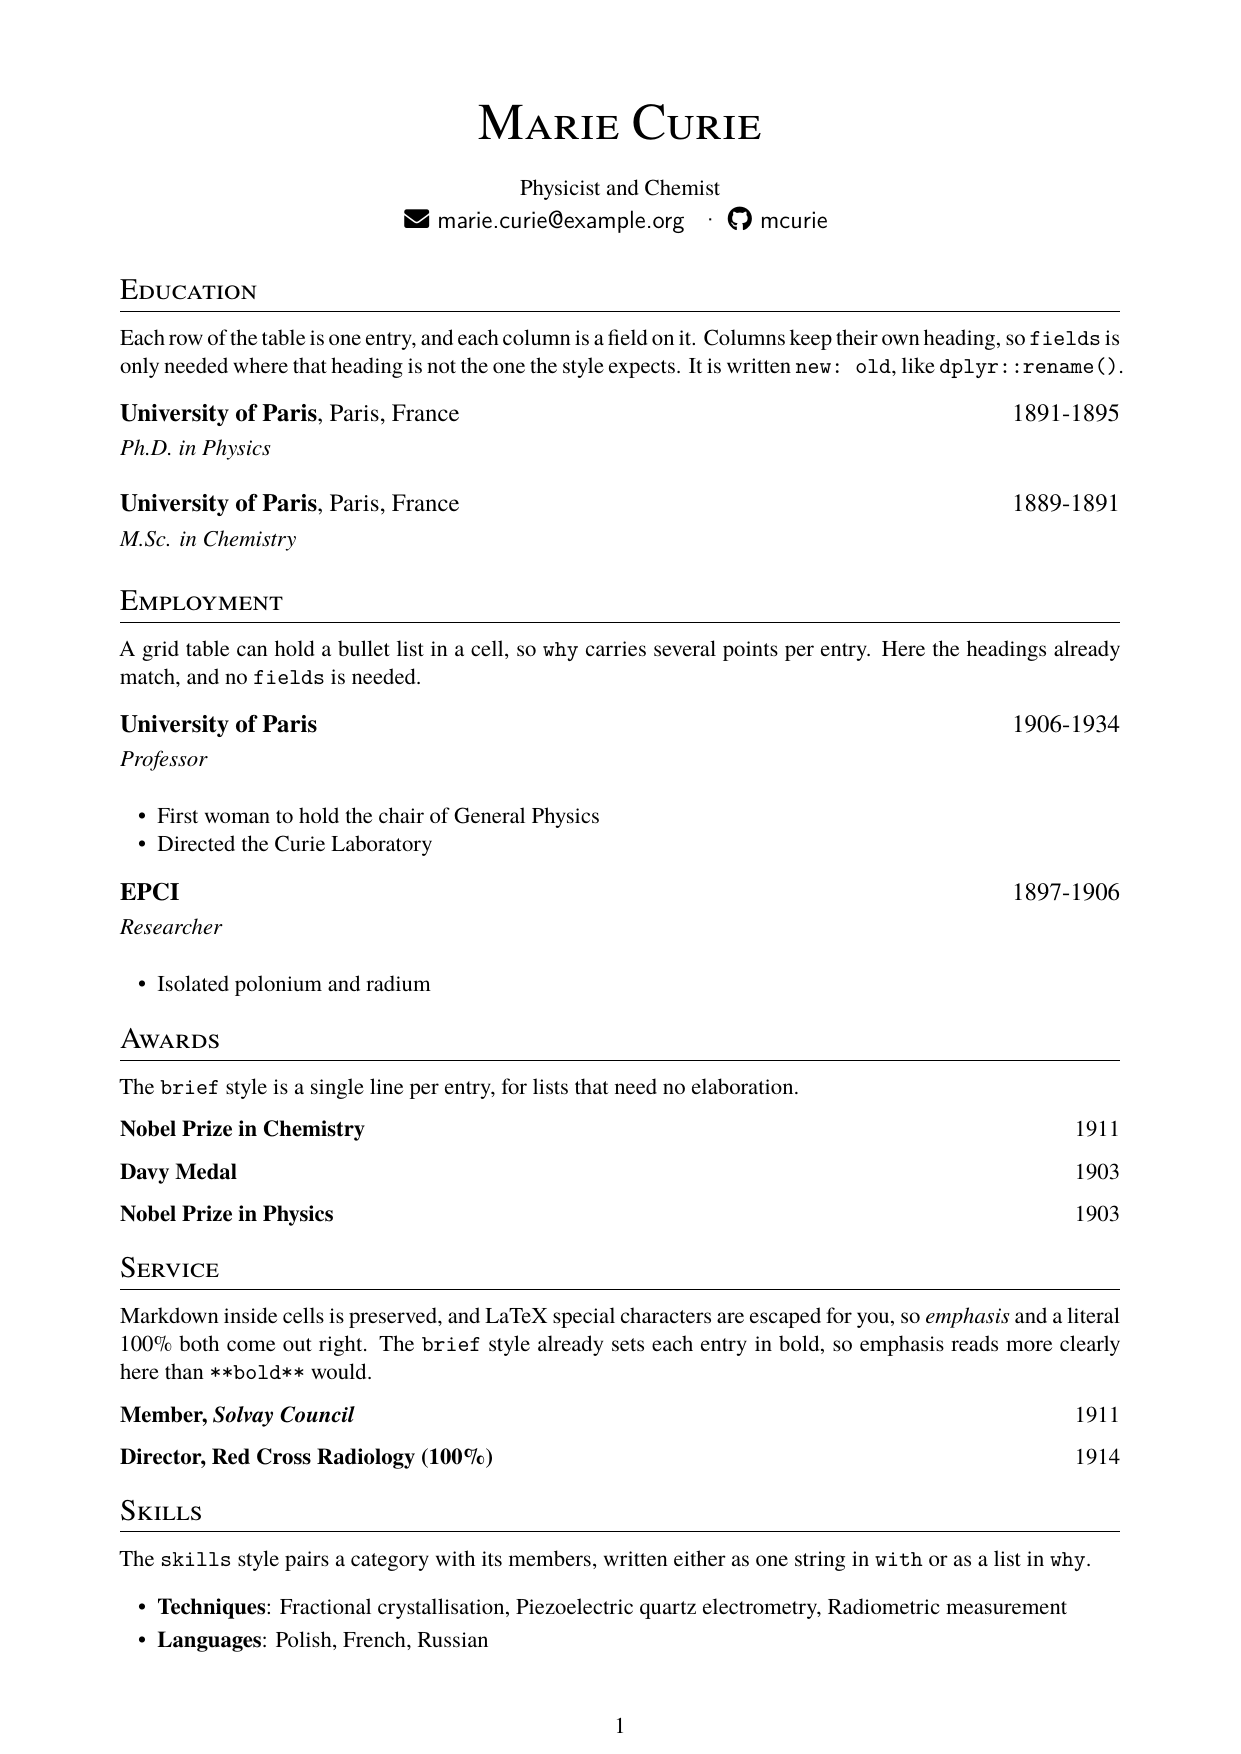 Marie Curie
Physicist and Chemist
marie.curie@example.org · mcurie
Education
Each row of the table is one entry, and each column is a field on it. Columns keep their own heading, so fields is
only needed where that heading is not the one the style expects. It is written new: old, like dplyr::rename().
University of Paris, Paris, France 1891-1895
Ph.D. in Physics
University of Paris, Paris, France 1889-1891
M.Sc. in Chemistry
Employment
A grid table can hold a bullet list in a cell, so why carries several points per entry. Here the headings already
match, and no fields is needed.
University of Paris 1906-1934
Professor
• First woman to hold the chair of General Physics
• Directed the Curie Laboratory
EPCI 1897-1906
Researcher
• Isolated polonium and radium
Awards
The brief style is a single line per entry, for lists that need no elaboration.
Nobel Prize in Chemistry 1911
Davy Medal 1903
Nobel Prize in Physics 1903
Service
Markdown inside cells is preserved, and LaTeX special characters are escaped for you, so emphasis and a literal
100% both come out right. The brief style already sets each entry in bold, so emphasis reads more clearly
here than **bold** would.
Member, Solvay Council 1911
Director, Red Cross Radiology (100%) 1914
Skills
The skills style pairs a category with its members, written either as one string in with or as a list in why.
• Techniques: Fractional crystallisation, Piezoelectric quartz electrometry, Radiometric measurement
• Languages: Polish, French, Russian
1